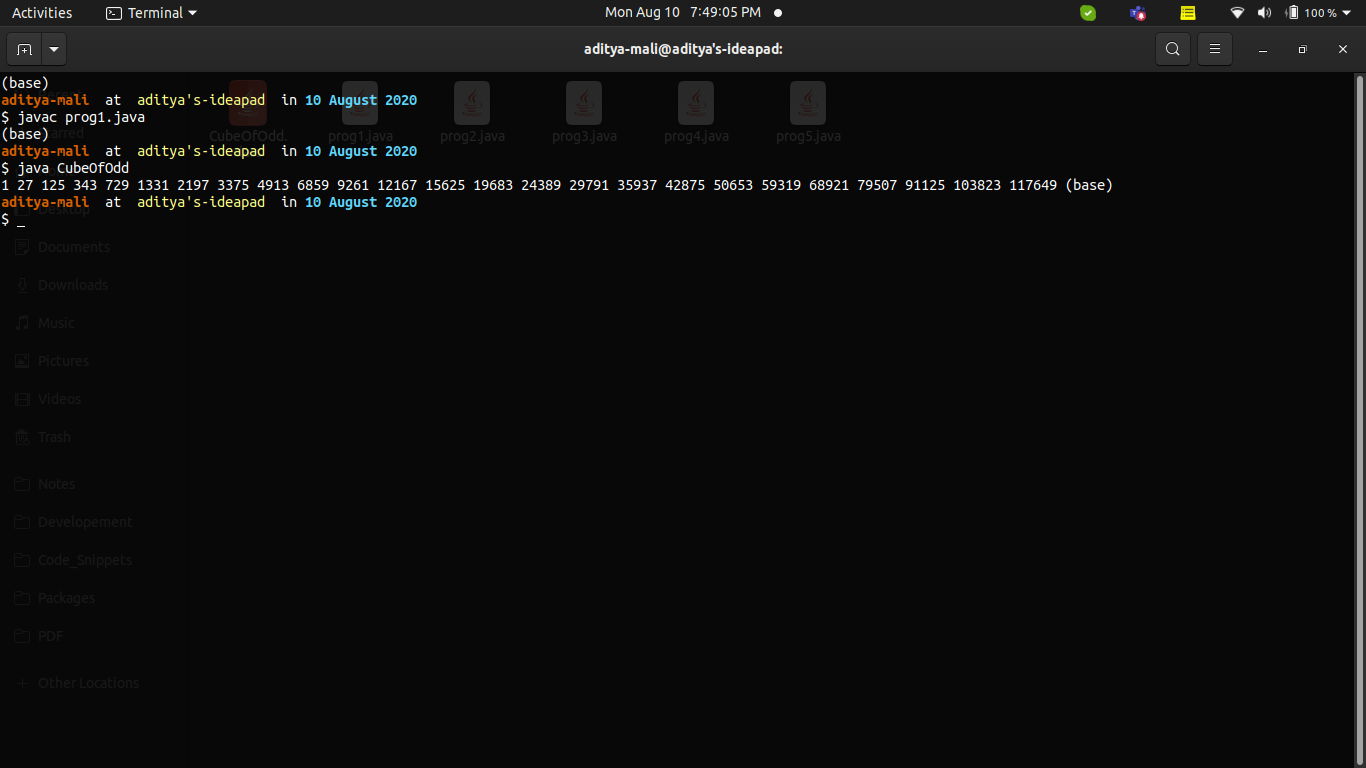 Activities Terminal Mon Aug 10 7:49:05 PM 100 %
aditya-mali@aditya's-ideapad:
(base)
aditya-mali at aditya's-ideapad in 10 August 2020
$ javac prog1.java
(base)
aditya-mali at aditya's-ideapad in 10 August 2020
$ java CubeOfOdd
1 27 125 343 729 1331 2197 3375 4913 6859 9261 12167 15625 19683 24389 29791 35937 42875 50653 59319 68921 79507 91125 103823 117649 (base)
aditya-mali at aditya's-ideapad in 10 August 2020
$ _
CubeOfOdd. prog1.java prog2.java prog3.java prog4.java prog5.java
Desktop
Documents
Downloads
Music
Pictures
Videos
Trash
Notes
Developement
Code_Snippets
Packages
PDF
Other Locations